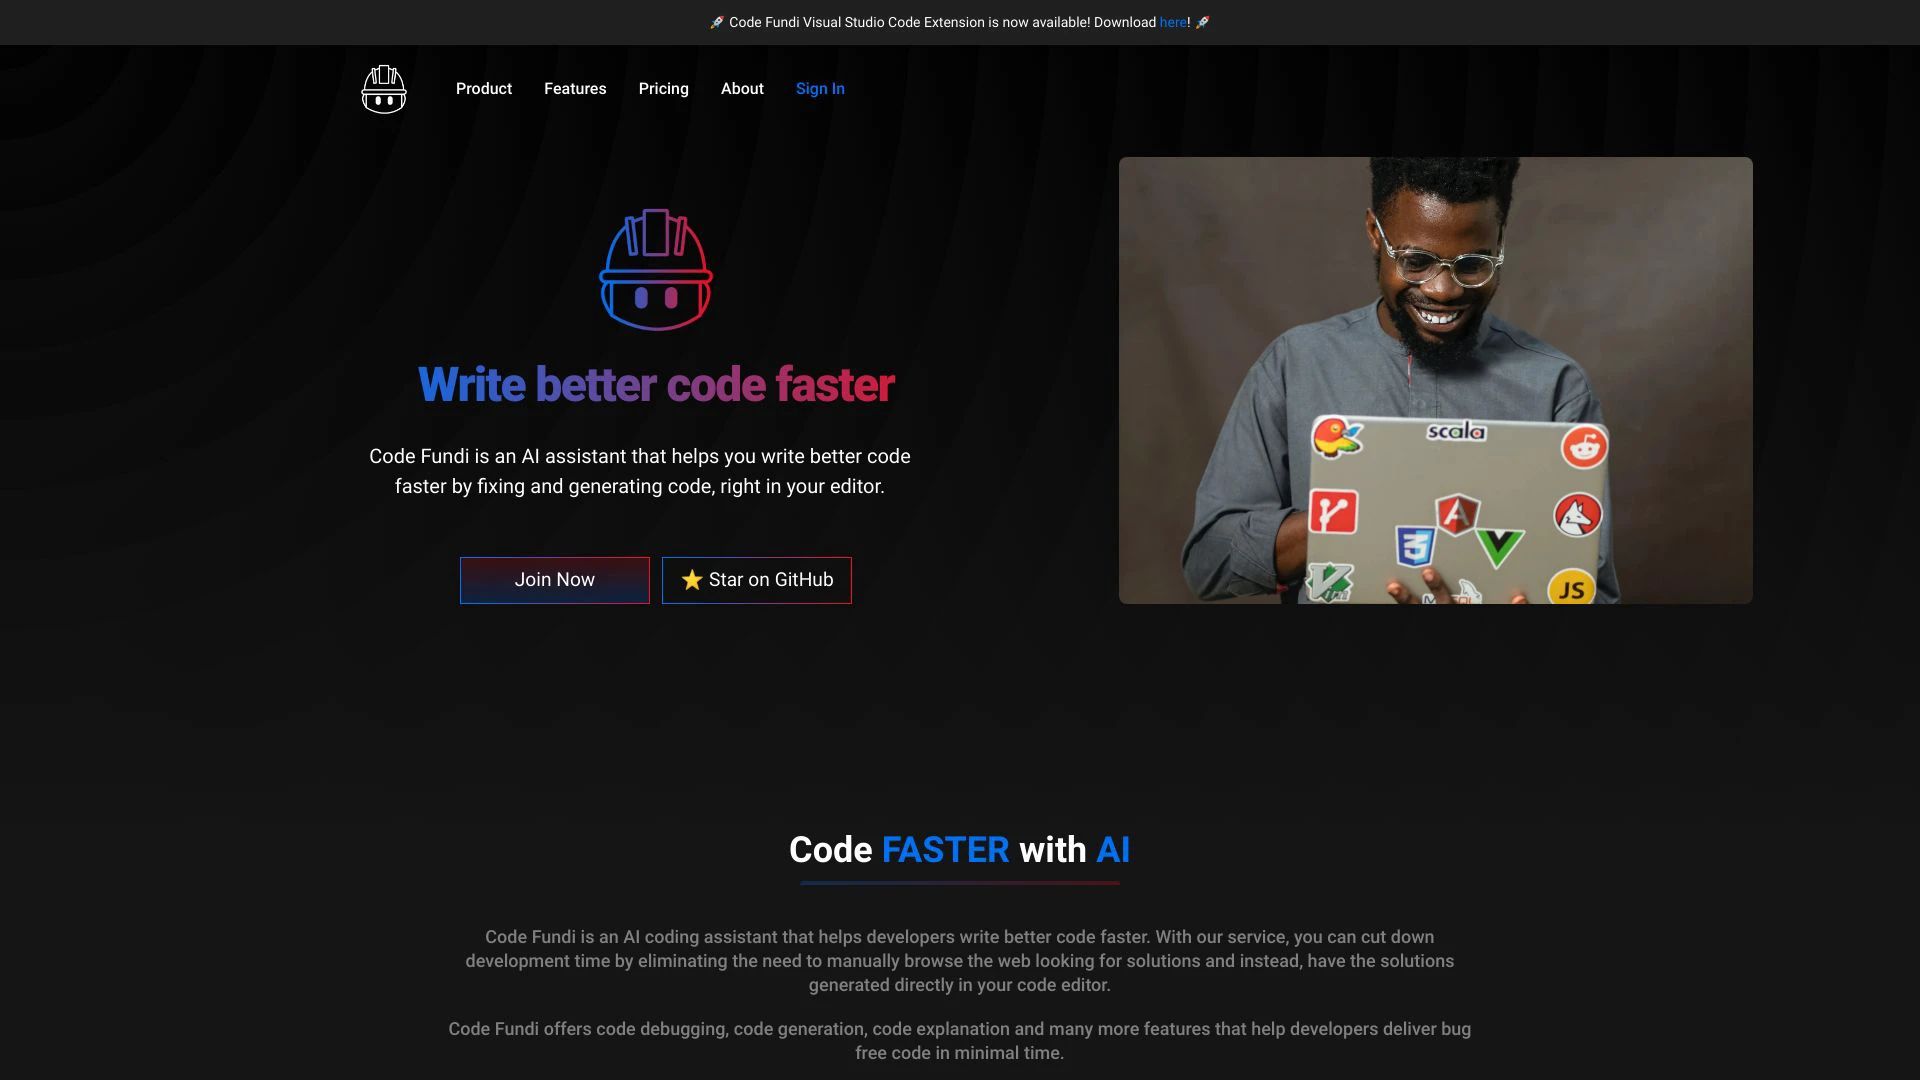 🚀 Code Fundi Visual Studio Code Extension is now available! Download here! 🚀
Product Features Pricing About Sign In
Write better code faster
Code Fundi is an AI assistant that helps you write better code
faster by fixing and generating code, right in your editor.
Join Now ⭐ Star on GitHub
scala
JS
Code FASTER with AI
Code Fundi is an AI coding assistant that helps developers write better code faster. With our service, you can cut down
development time by eliminating the need to manually browse the web looking for solutions and instead, have the solutions
generated directly in your code editor.
Code Fundi offers code debugging, code generation, code explanation and many more features that help developers deliver bug
free code in minimal time.